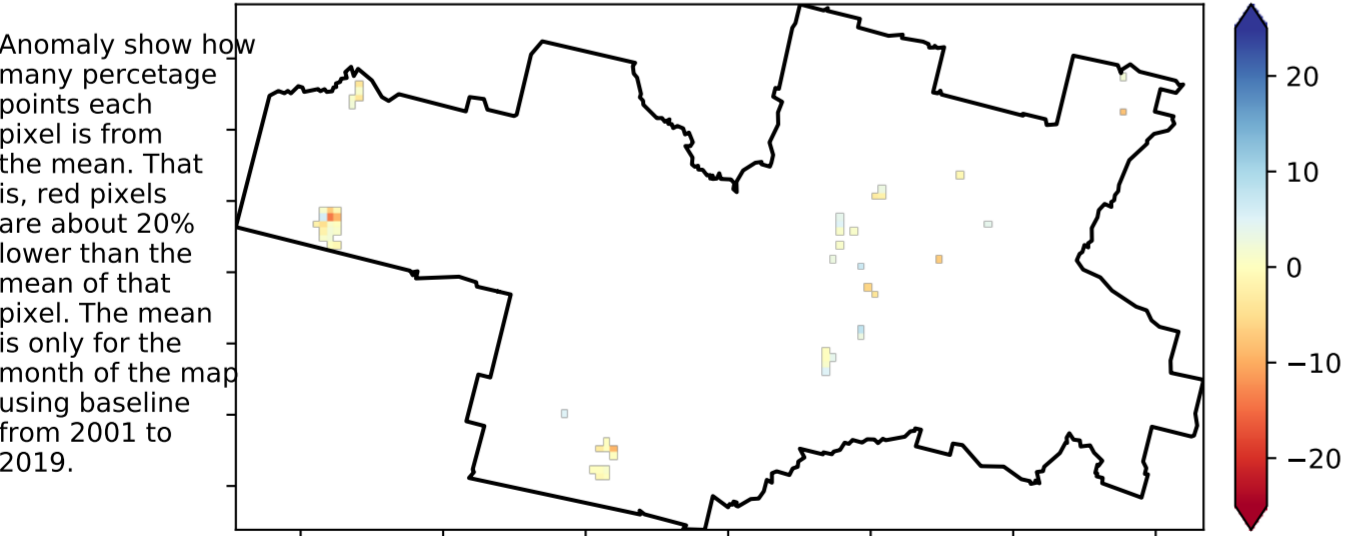 Anomaly show how
many percetage
points each
pixel is from
the mean. That
is, red pixels
are about 20%
lower than the
mean of that
pixel. The mean
is only for the
month of the map
using baseline
from 2001 to
2019.
20
10
0
−10
−20